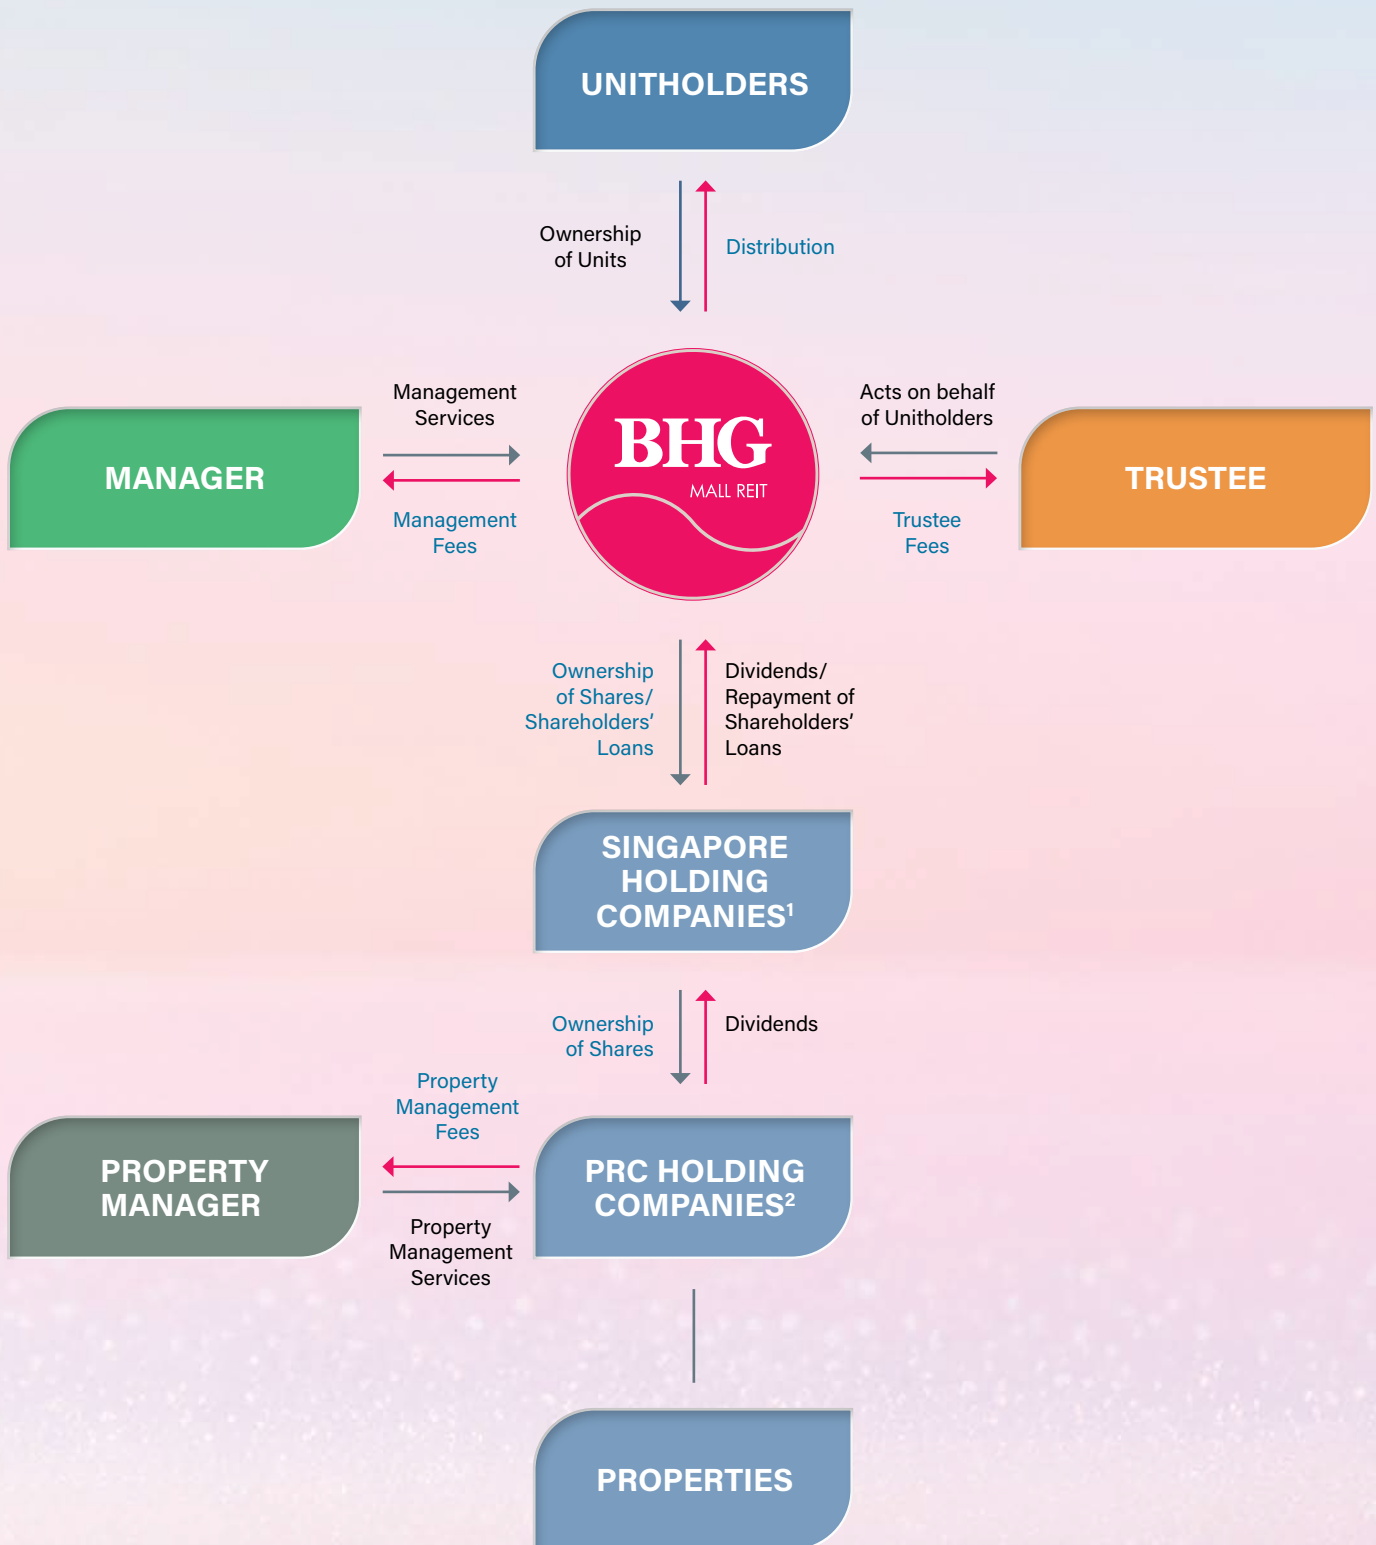 UNITHOLDERS
Ownership
of Units
Distribution
Management
Services
Acts on behalf
of Unitholders
MANAGER
BHG
MALL REIT
TRUSTEE
Management
Fees
Trustee
Fees
Ownership
of Shares/
Shareholders'
Loans
Dividends/
Repayment of
Shareholders'
Loans
SINGAPORE
HOLDING
COMPANIES¹
Ownership
of Shares
Dividends
Property
Management
Fees
PROPERTY
MANAGER
PRC HOLDING
COMPANIES²
Property
Management
Services
PROPERTIES